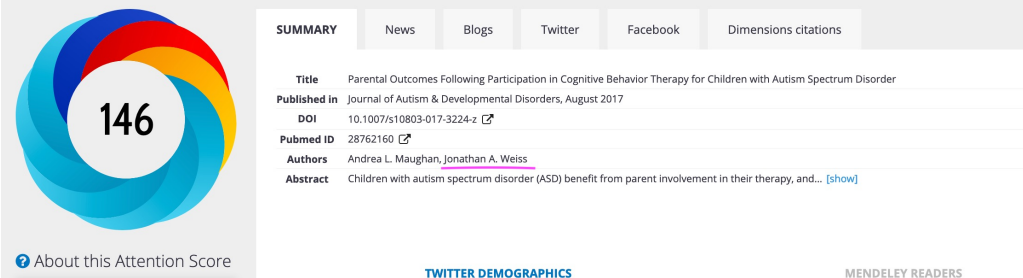 146
About this Attention Score
SUMMARY News Blogs Twitter Facebook Dimensions citations
Title Parental Outcomes Following Participation in Cognitive Behavior Therapy for Children with Autism Spectrum Disorder
Published in Journal of Autism & Developmental Disorders, August 2017
DOI 10.1007/s10803-017-3224-z
Pubmed ID 28762160
Authors Andrea L. Maughan, Jonathan A. Weiss
Abstract Children with autism spectrum disorder (ASD) benefit from parent involvement in their therapy, and... [show]
TWITTER DEMOGRAPHICS MENDELEY READERS